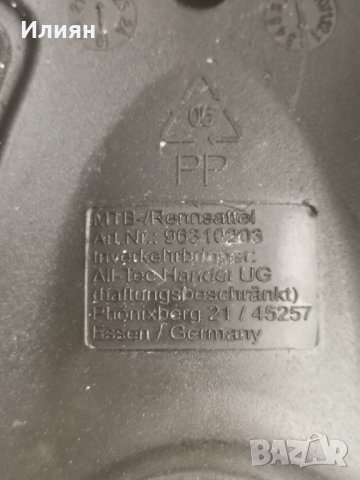 Илиян
05
PP
MTB-/Rennsattel
Art.Nr.: 96310203
Inverkehrbringer:
All-Tec Handel UG
(haftungsbeschränkt)
Phönixberg 21 / 45257
Essen / Germany
BAZAR